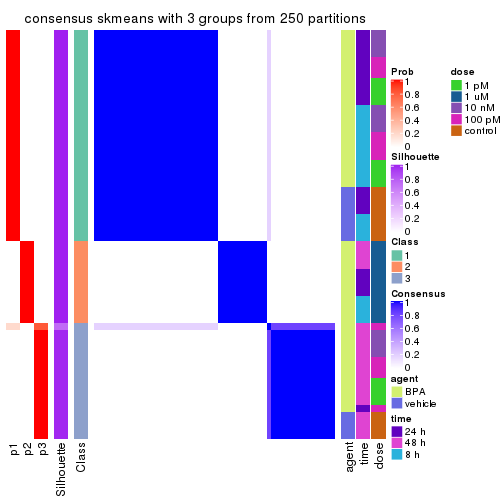 consensus skmeans with 3 groups from 250 partitions
Prob
1
0.8
0.6
0.4
0.2
0
Silhouette
1
0.8
0.6
0.4
0.2
0
Class
1
2
3
Consensus
1
0.8
0.6
0.4
0.2
0
agent
BPA
vehicle
time
24 h
48 h
8 h
dose
1 pM
1 uM
10 nM
100 pM
control
p1
p2
p3
Silhouette
Class
agent
time
dose